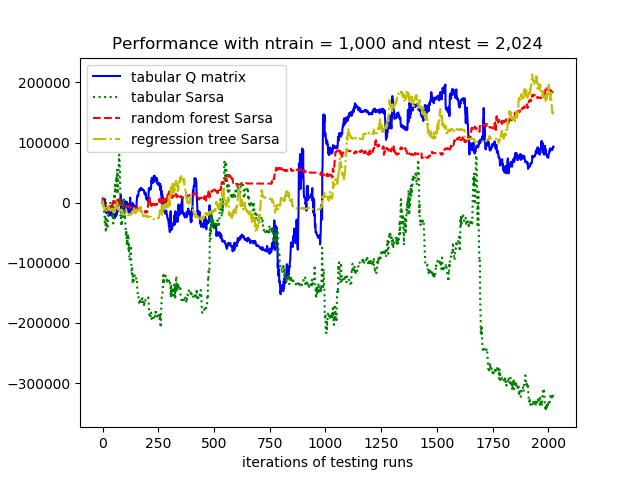 Performance with ntrain = 1,000 and ntest = 2,024
tabular Q matrix
tabular Sarsa
random forest Sarsa
regression tree Sarsa
200000
100000
0
−100000
−200000
−300000
0 250 500 750 1000 1250 1500 1750 2000
iterations of testing runs